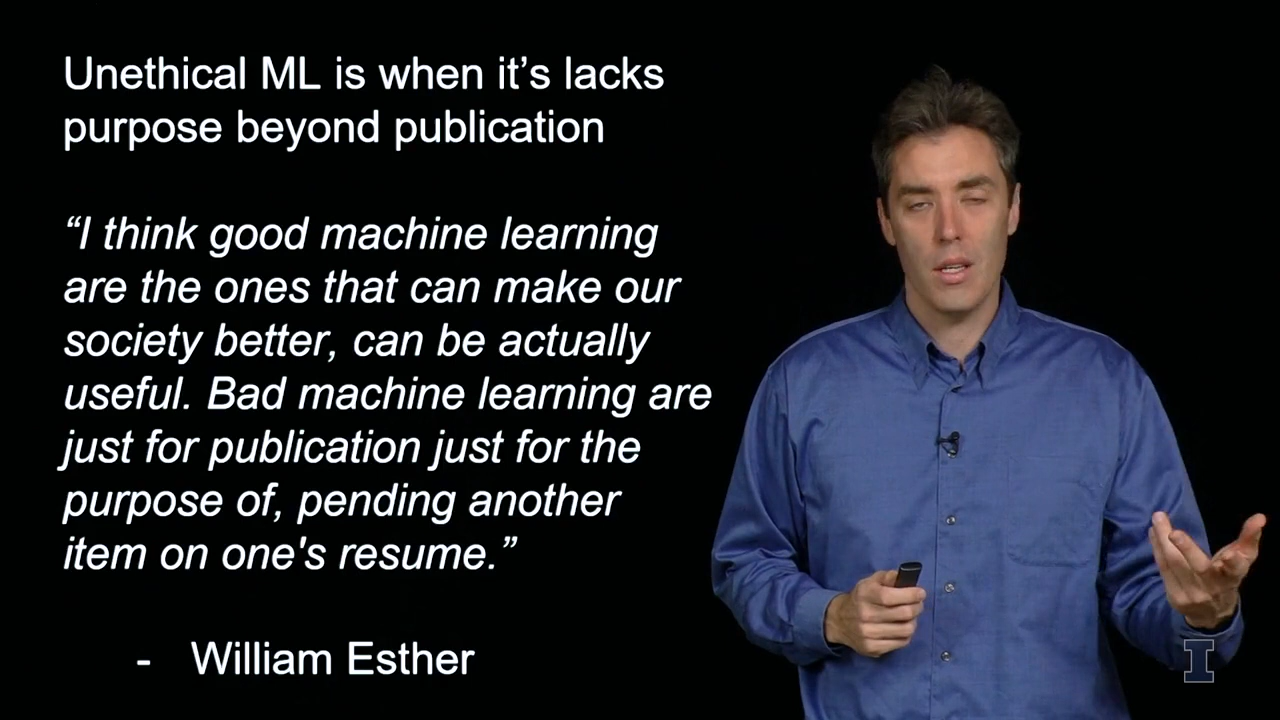 Unethical ML is when it’s lacks
purpose beyond publication
“I think good machine learning
are the ones that can make our
society better, can be actually
useful. Bad machine learning are
just for publication just for the
purpose of, pending another
item on one's resume.”
- William Esther
I